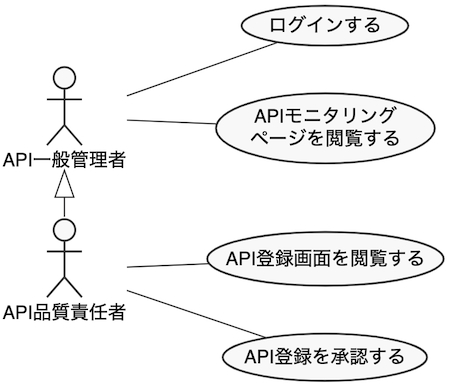 ログインする
APIモニタリング
ページを閲覧する
API一般管理者
API登録画面を閲覧する
API品質責任者
API登録を承認する